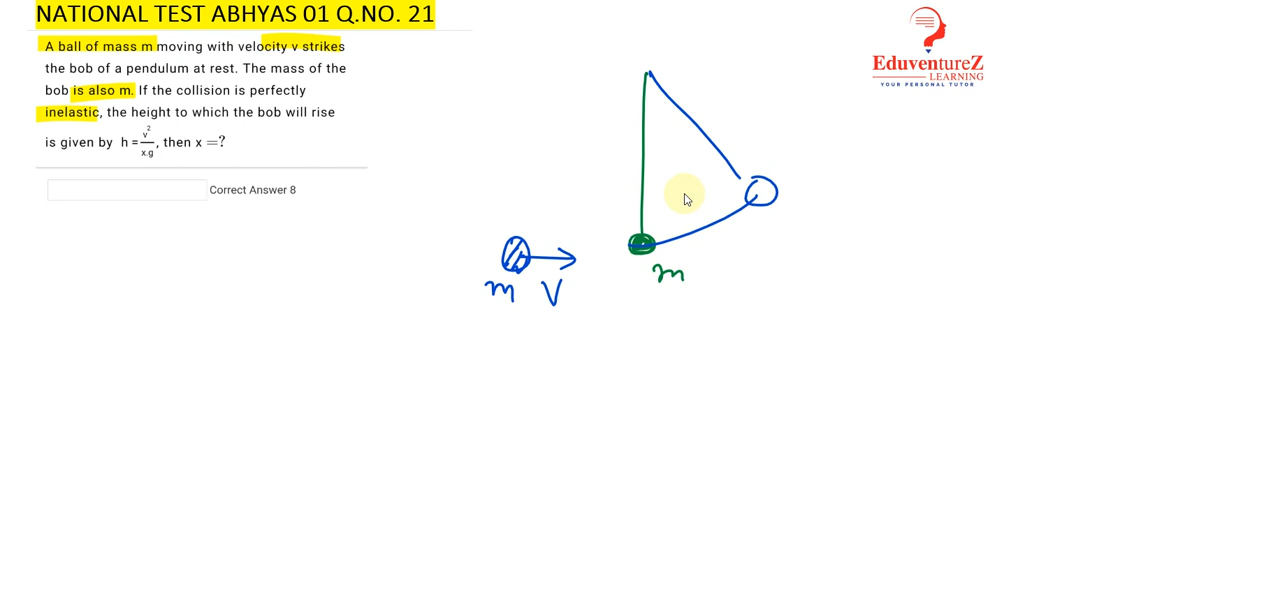 NATIONAL TEST ABHYAS 01 Q.NO. 21
A ball of mass m moving with velocity v strikes
the bob of a pendulum at rest. The mass of the
bob is also m. If the collision is perfectly
inelastic, the height to which the bob will rise
is given by h = v²/x.g, then x =?
Correct Answer 8
EduventureZ
LEARNING
YOUR PERSONAL TUTOR
m
m V